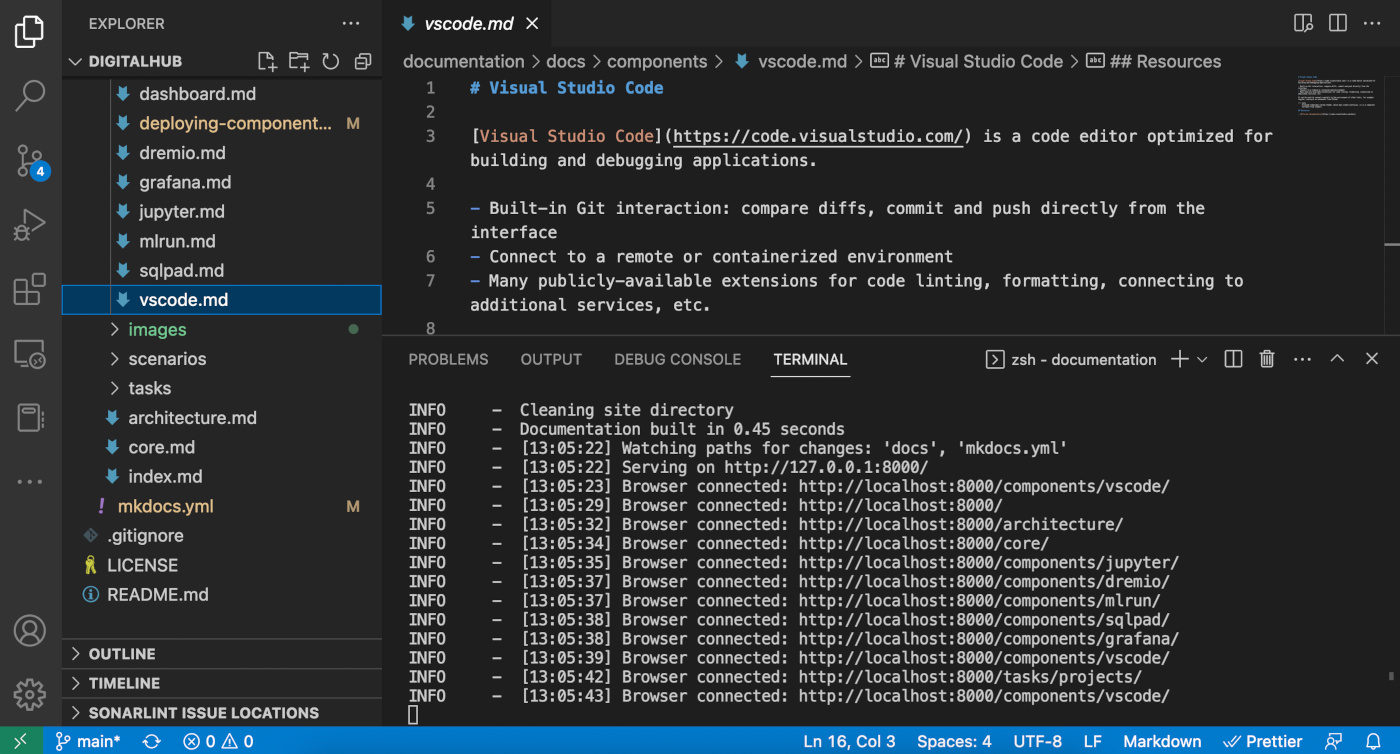 EXPLORER
DIGITALHUB
dashboard.md
deploying-component... M
dremio.md
grafana.md
jupyter.md
mlrun.md
sqlpad.md
vscode.md
images
scenarios
tasks
architecture.md
core.md
index.md
! mkdocs.yml M
.gitignore
LICENSE
README.md
OUTLINE
TIMELINE
SONARLINT ISSUE LOCATIONS
4
vscode.md
documentation > docs > components > vscode.md > # Visual Studio Code > ## Resources
1 # Visual Studio Code
2
3 [Visual Studio Code](https://code.visualstudio.com/) is a code editor optimized for
building and debugging applications.
4
5 - Built-in Git interaction: compare diffs, commit and push directly from the
interface
6 - Connect to a remote or containerized environment
7 - Many publicly-available extensions for code linting, formatting, connecting to
additional services, etc.
8
PROBLEMS OUTPUT DEBUG CONSOLE TERMINAL zsh - documentation
INFO - Cleaning site directory
INFO - Documentation built in 0.45 seconds
INFO - [13:05:22] Watching paths for changes: 'docs', 'mkdocs.yml'
INFO - [13:05:22] Serving on http://127.0.0.1:8000/
INFO - [13:05:23] Browser connected: http://localhost:8000/components/vscode/
INFO - [13:05:29] Browser connected: http://localhost:8000/
INFO - [13:05:32] Browser connected: http://localhost:8000/architecture/
INFO - [13:05:34] Browser connected: http://localhost:8000/core/
INFO - [13:05:35] Browser connected: http://localhost:8000/components/jupyter/
INFO - [13:05:37] Browser connected: http://localhost:8000/components/dremio/
INFO - [13:05:37] Browser connected: http://localhost:8000/components/mlrun/
INFO - [13:05:38] Browser connected: http://localhost:8000/components/sqlpad/
INFO - [13:05:38] Browser connected: http://localhost:8000/components/grafana/
INFO - [13:05:39] Browser connected: http://localhost:8000/components/vscode/
INFO - [13:05:42] Browser connected: http://localhost:8000/tasks/projects/
INFO - [13:05:43] Browser connected: http://localhost:8000/components/vscode/
main* 0 0 Ln 16, Col 3 Spaces: 4 UTF-8 LF Markdown Prettier